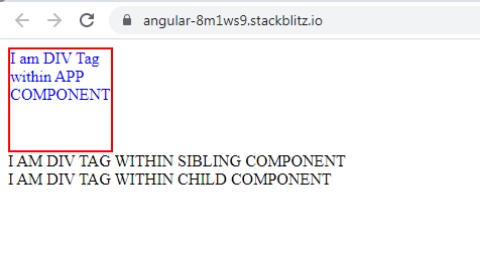 angular-8m1ws9.stackblitz.io
I am DIV Tag
within APP
COMPONENT
I AM DIV TAG WITHIN SIBLING COMPONENT
I AM DIV TAG WITHIN CHILD COMPONENT